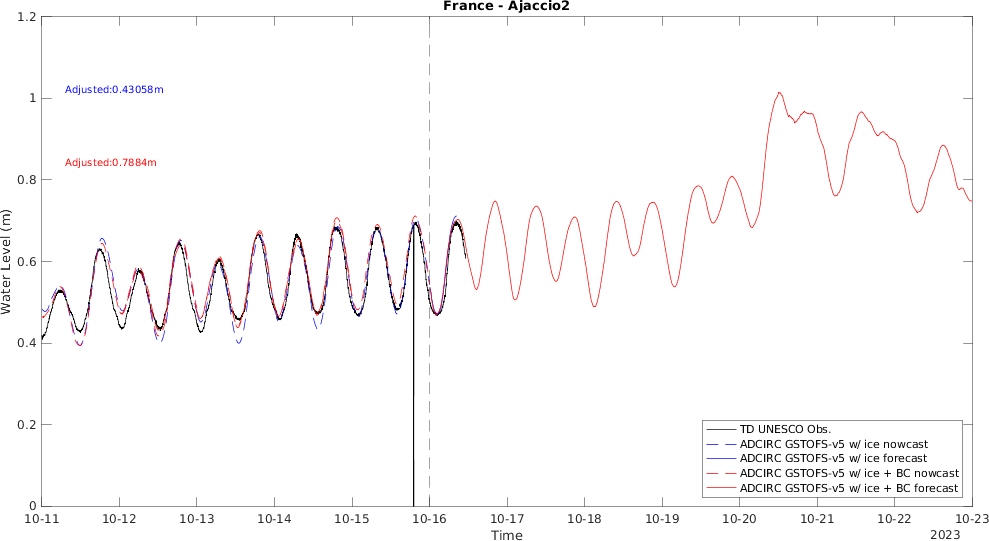 France - Ajaccio2
1.2
1
0.8
0.6
0.4
0.2
0
Water Level (m)
Adjusted:0.43058m
Adjusted:0.7884m
TD UNESCO Obs.
ADCIRC GSTOFS-v5 w/ ice nowcast
ADCIRC GSTOFS-v5 w/ ice forecast
ADCIRC GSTOFS-v5 w/ ice + BC nowcast
ADCIRC GSTOFS-v5 w/ ice + BC forecast
10-11 10-12 10-13 10-14 10-15 10-16 10-17 10-18 10-19 10-20 10-21 10-22 10-23
Time
2023